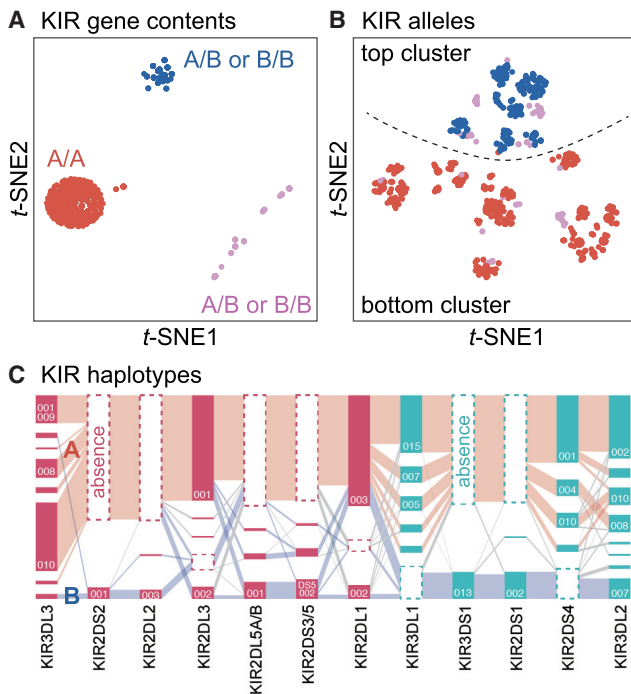 A KIR gene contents
B KIR alleles
A/B or B/B
A/A
A/B or B/B
t-SNE2
t-SNE1
top cluster
bottom cluster
t-SNE2
t-SNE1
C KIR haplotypes
001
009
008
010
A
B
absence
001
003
001
002
001
DS5
002
003
002
015
007
005
absence
013
002
001
004
010
002
010
008
007
KIR3DL3
KIR2DS2
KIR2DL2
KIR2DL3
KIR2DL5A/B
KIR2DS3/5
KIR2DL1
KIR3DL1
KIR3DS1
KIR2DS1
KIR2DS4
KIR3DL2